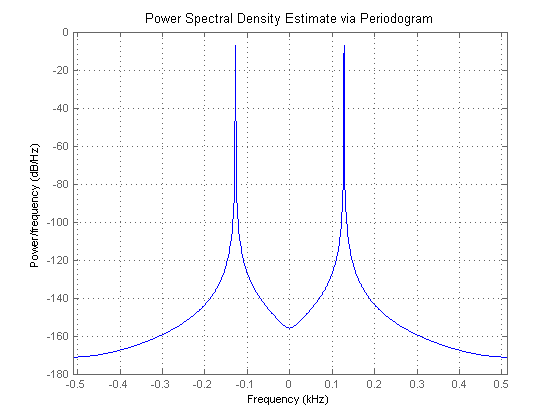 Power Spectral Density Estimate via Periodogram
0
-20
-40
-60
-80
-100
-120
-140
-160
-180
Power/frequency (dB/Hz)
-0.5 -0.4 -0.3 -0.2 -0.1 0 0.1 0.2 0.3 0.4 0.5
Frequency (kHz)